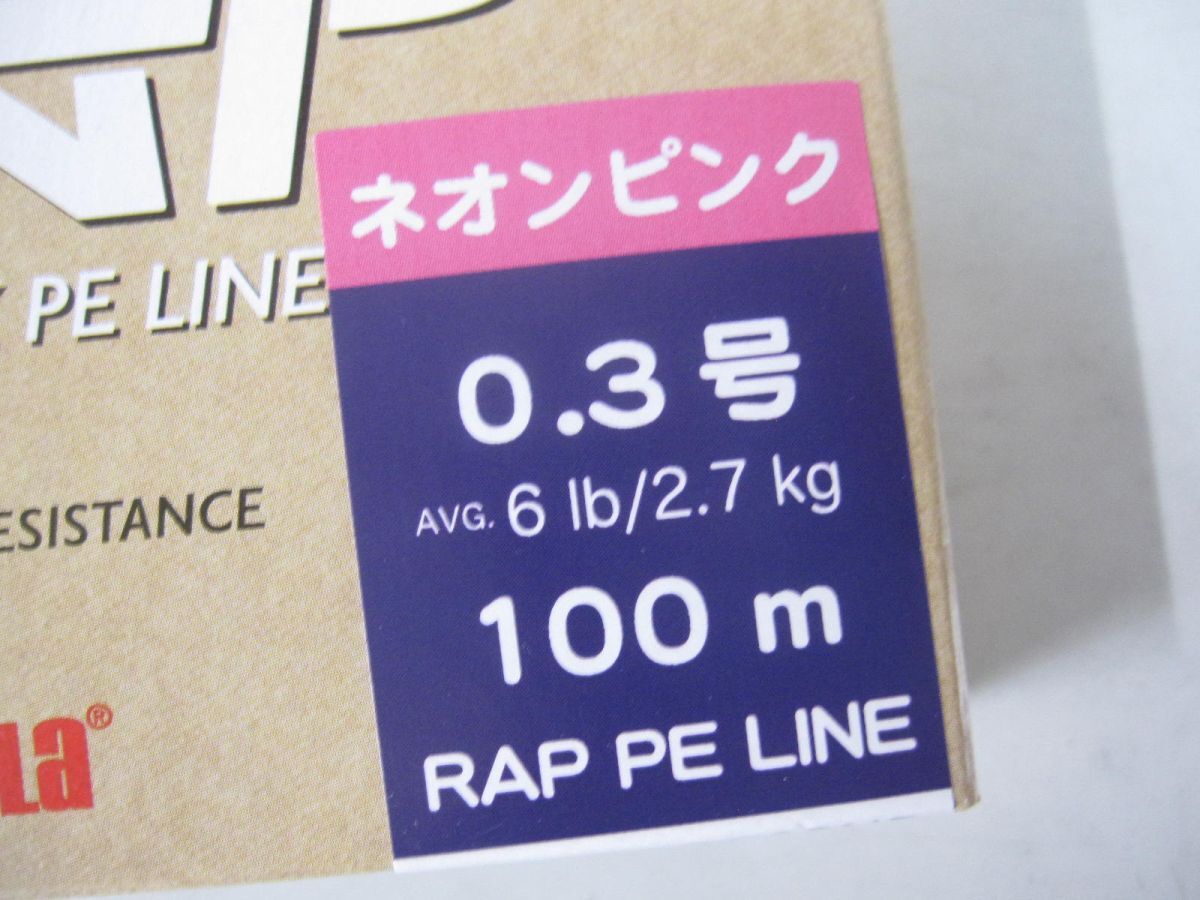 PE LINE
ネオンピンク
0.3号
AVG. 6 lb/2.7 kg
100 m
RAP PE LINE